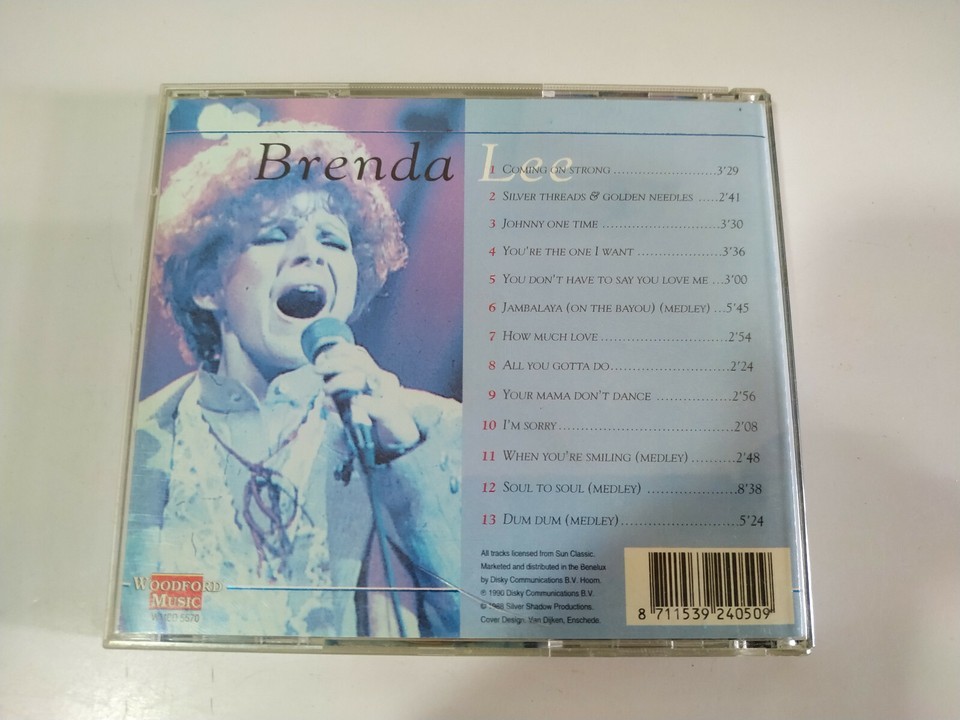 Brenda Lee
1 COMING ON STRONG ..........................3'29
2 SILVER THREADS & GOLDEN NEEDLES .....2'41
3 JOHNNY ONE TIME ..............................3'30
4 YOU'RE THE ONE I WANT .....................3'36
5 YOU DON'T HAVE TO SAY YOU LOVE ME ...3'00
6 JAMBALAYA (ON THE BAYOU) (MEDLEY) ...5'45
7 HOW MUCH LOVE ................................2'54
8 ALL YOU GOTTA DO..............................2'24
9 YOUR MAMA DON'T DANCE ...................2'56
10 I'M SORRY............................................2'08
11 WHEN YOU'RE SMILING (MEDLEY) ..........2'48
12 SOUL TO SOUL (MEDLEY) .......................8'38
13 DUM DUM (MEDLEY)..............................5'24
All tracks licensed from Sun Classic.
Marketed and distributed in the Benelux
by Disky Communications B.V. Hoorn.
℗ 1990 Disky Communications B.V.
© 1988 Silver Shadow Productions.
Cover Design: Van Dijken, Enschede.
WOODFORD
MUSIC
5570
8 711539 240509